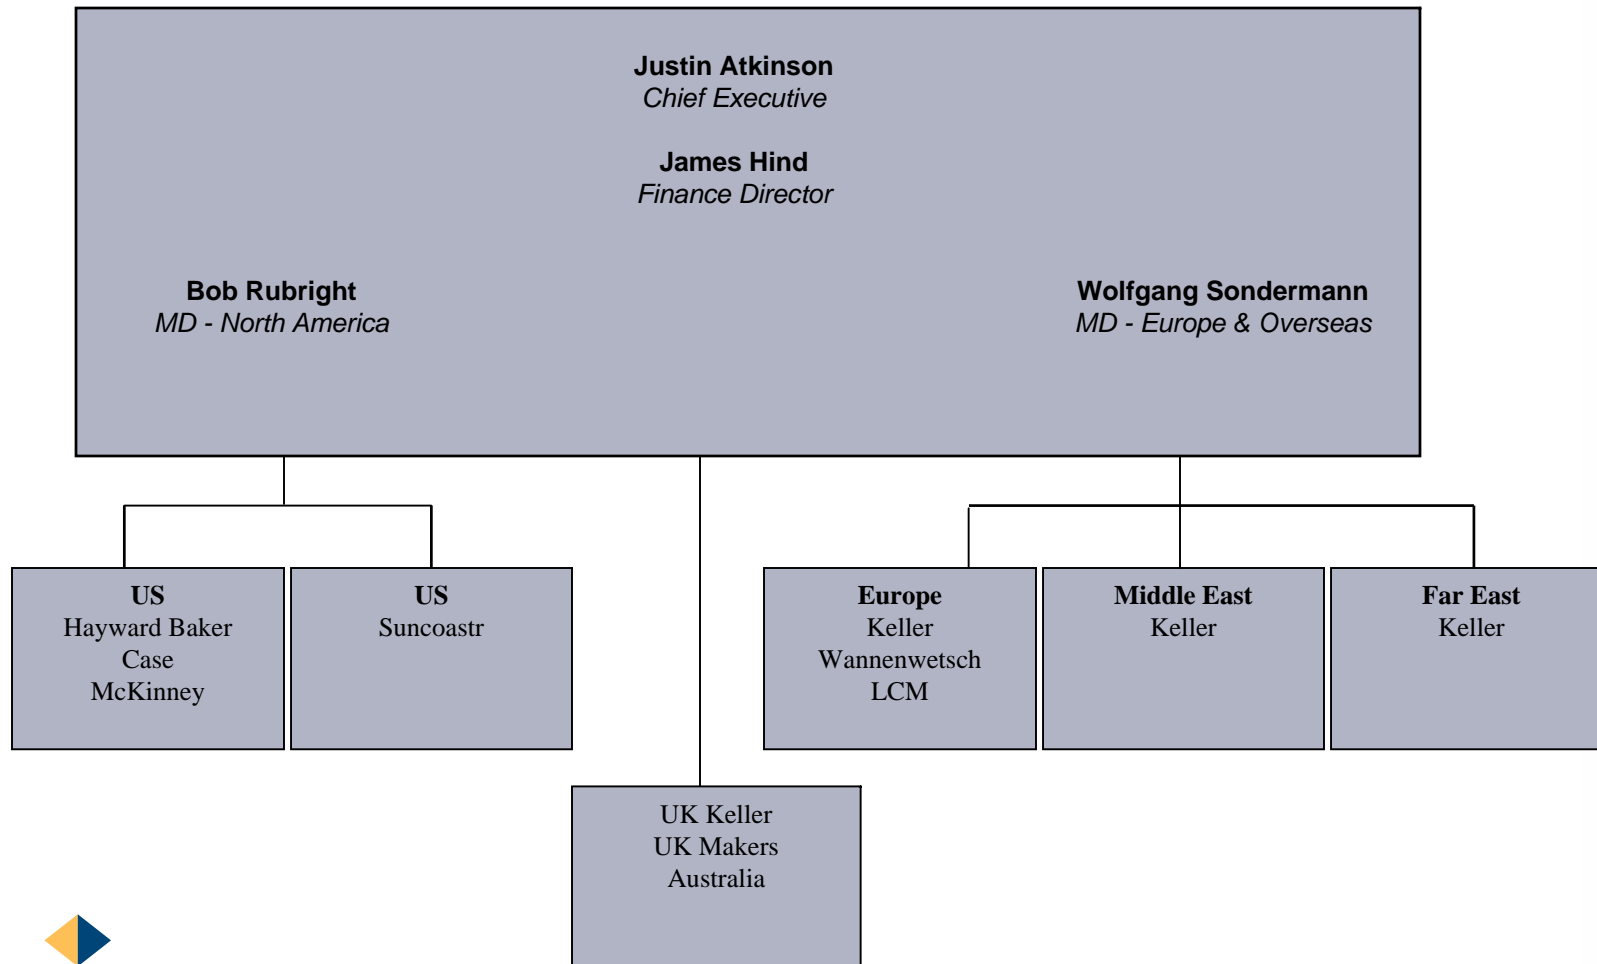 Justin Atkinson
Chief Executive
James Hind
Finance Director
Bob Rubright
MD - North America
Wolfgang Sondermann
MD - Europe & Overseas
US
Hayward Baker
Case
McKinney
US
Suncoastr
Europe
Keller
Wannenwetsch
LCM
Middle East
Keller
Far East
Keller
UK Keller
UK Makers
Australia